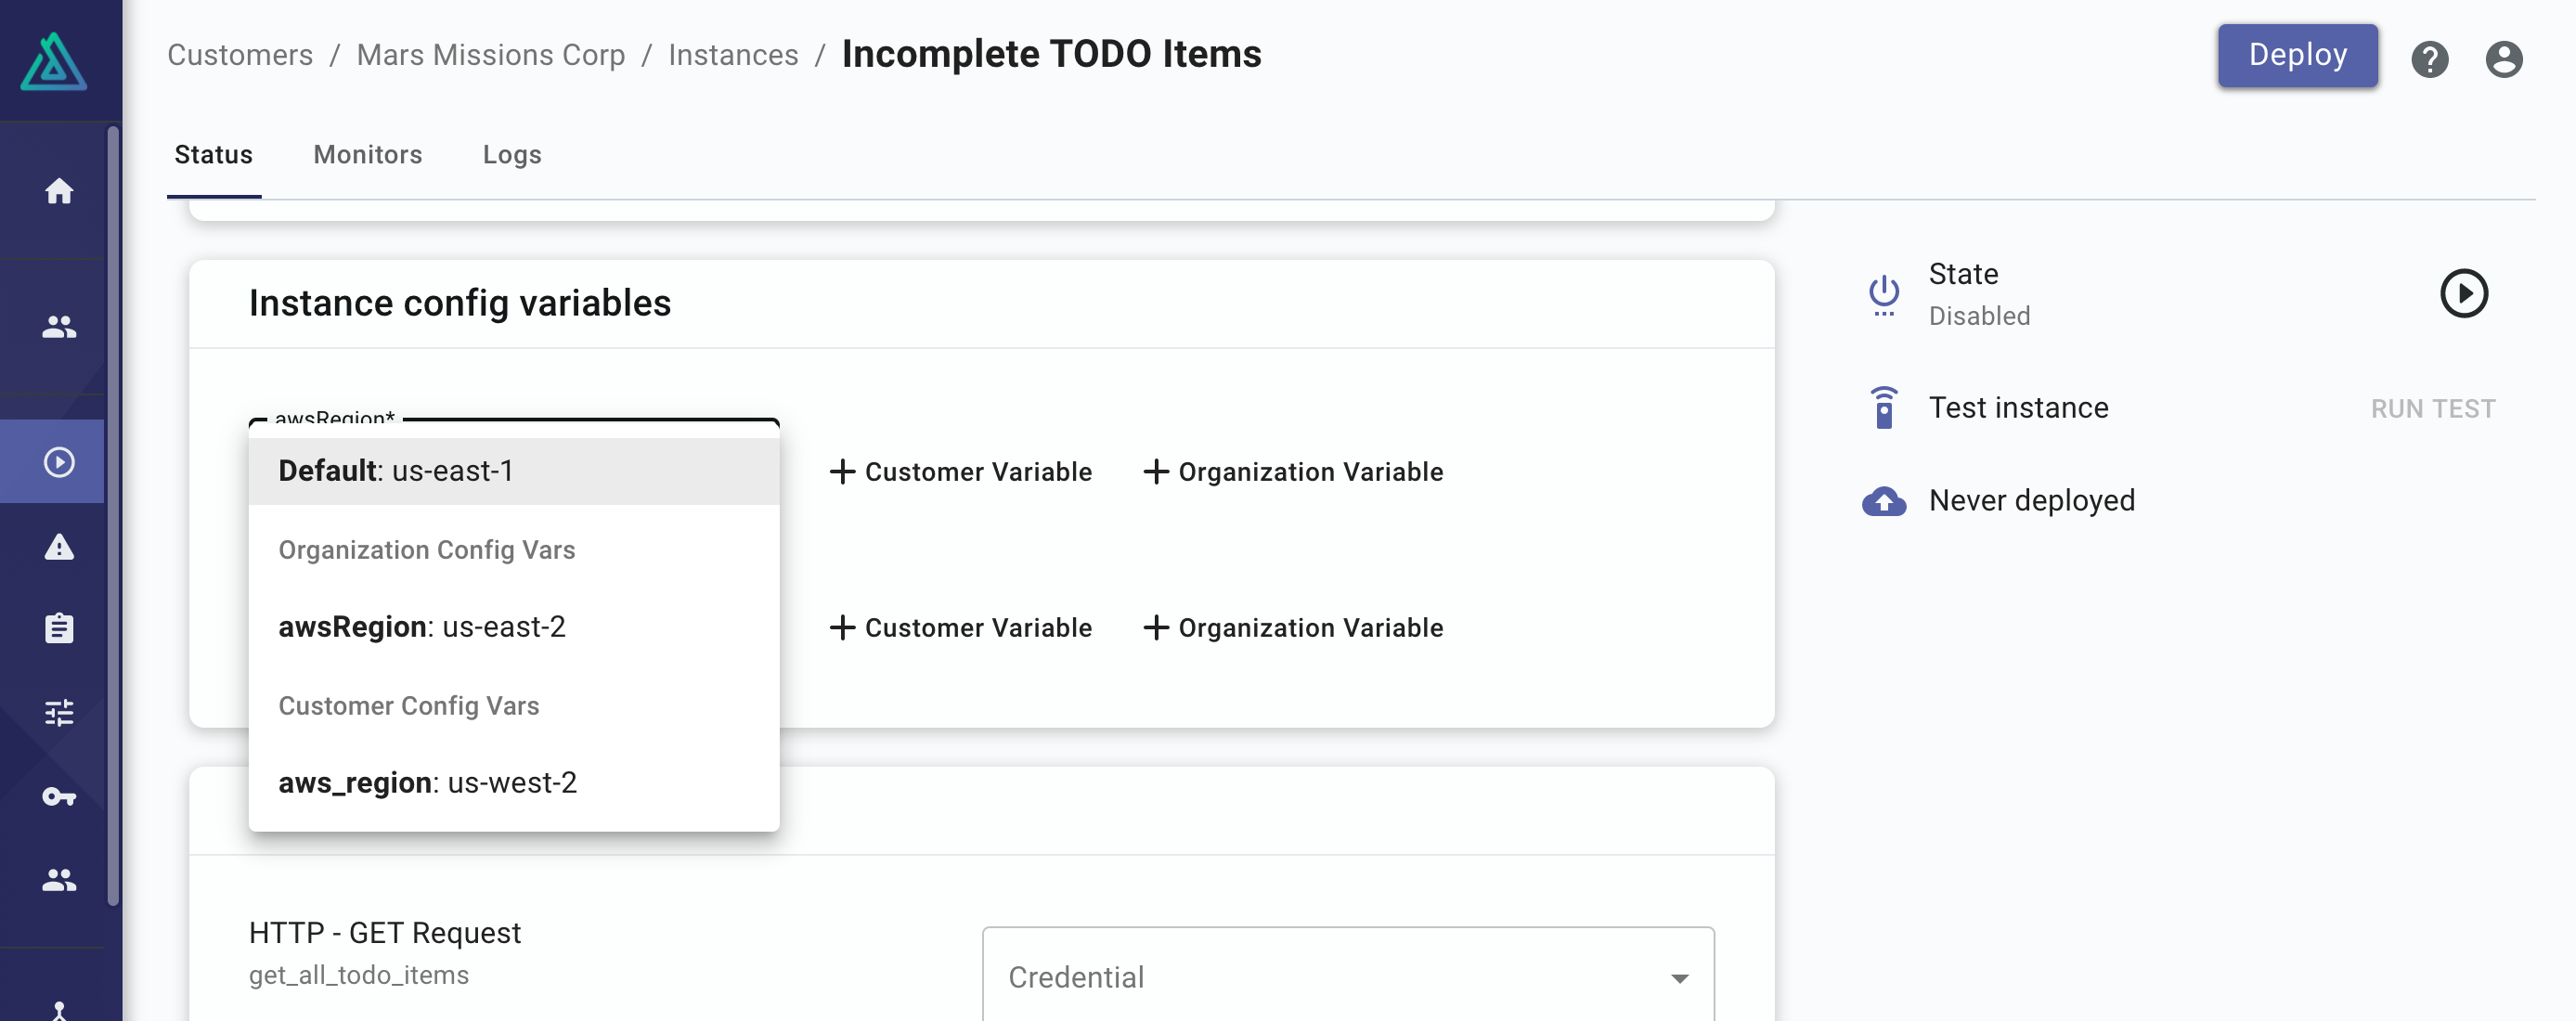 Customers / Mars Missions Corp / Instances / Incomplete TODO Items
Deploy
Status
Monitors
Logs
Instance config variables
awsRegion*
Default: us-east-1
Organization Config Vars
awsRegion: us-east-2
Customer Config Vars
aws_region: us-west-2
Customer Variable
Organization Variable
Customer Variable
Organization Variable
HTTP - GET Request
get_all_todo_items
Credential
State
Disabled
Test instance
RUN TEST
Never deployed